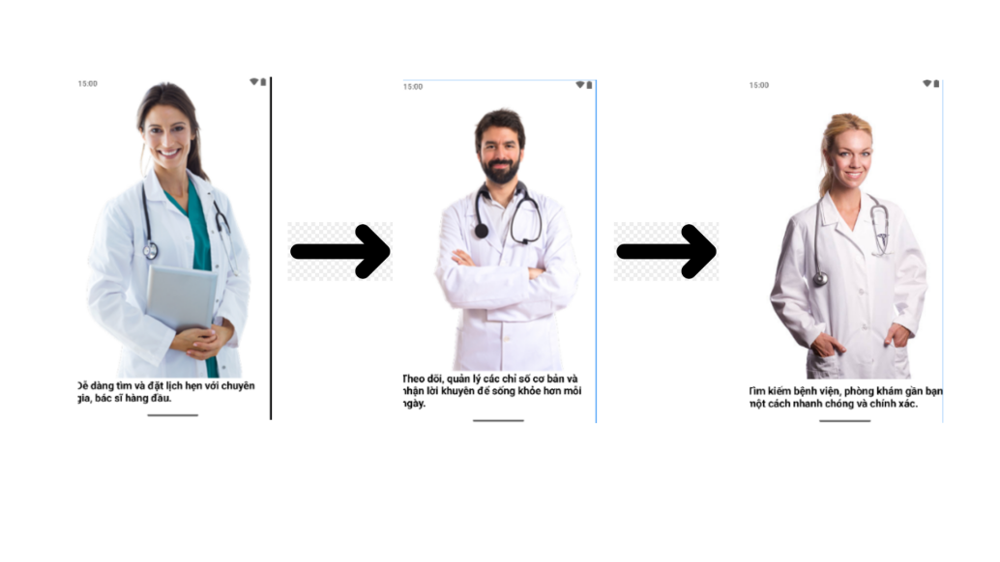 15:00
Dễ dàng tìm và đặt lịch hẹn với chuyên
gia, bác sĩ hàng đầu.
15:00
Theo dõi, quản lý các chỉ số cơ bản và
nhận lời khuyên để sống khỏe hơn mỗi
ngày.
15:00
Tìm kiếm bệnh viện, phòng khám gần bạn
một cách nhanh chóng và chính xác.